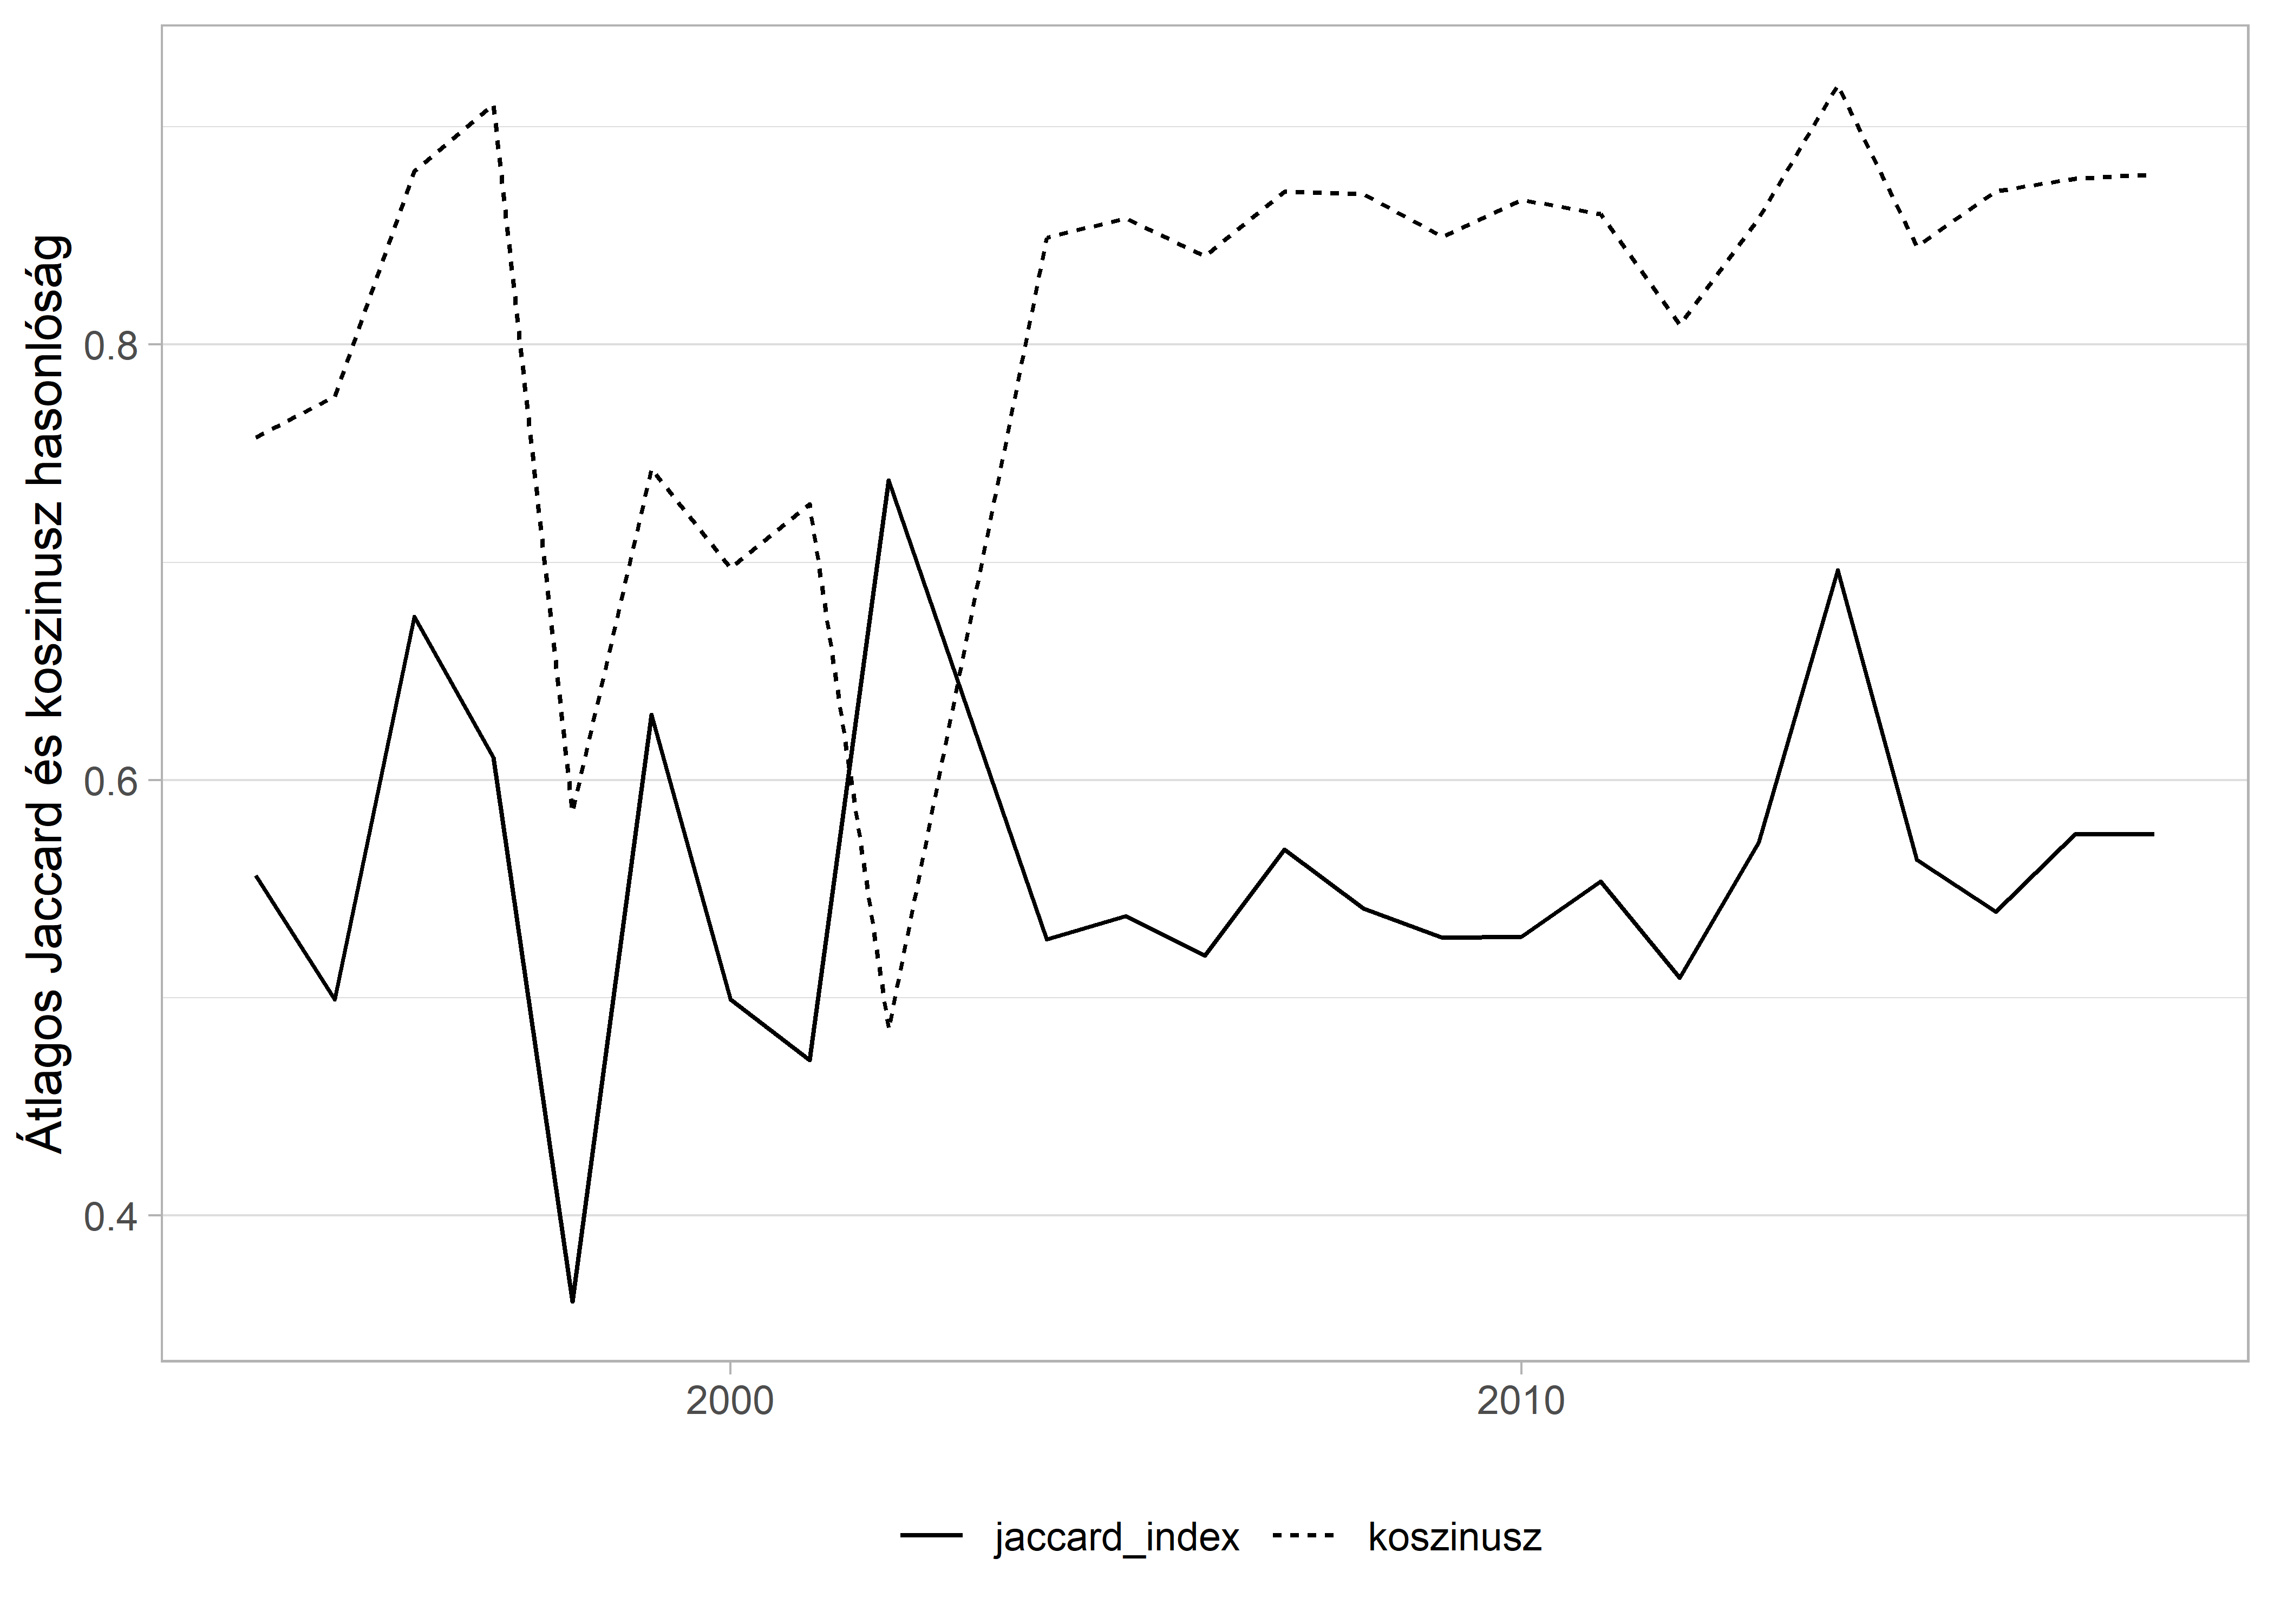 Átlagos Jaccard és koszinusz hasonlóság
0.8
0.6
0.4
2000 2010
jaccard_index koszinusz